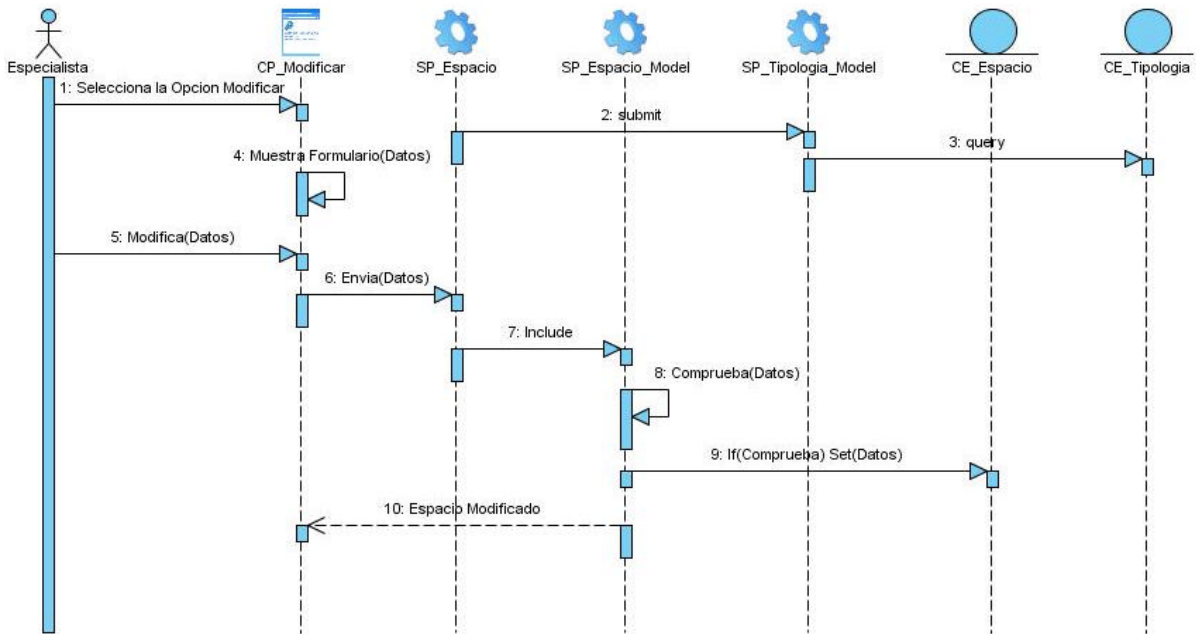 Especialista
CP_Modificar
SP_Espacio
SP_Espacio_Model
SP_Tipologia_Model
CE_Espacio
CE_Tipologia
1: Selecciona la Opcion Modificar
2: submit
3: query
4: Muestra Formulario(Datos)
5: Modifica(Datos)
6: Envia(Datos)
7: Include
8: Comprueba(Datos)
9: If(Comprueba) Set(Datos)
10: Espacio Modificado